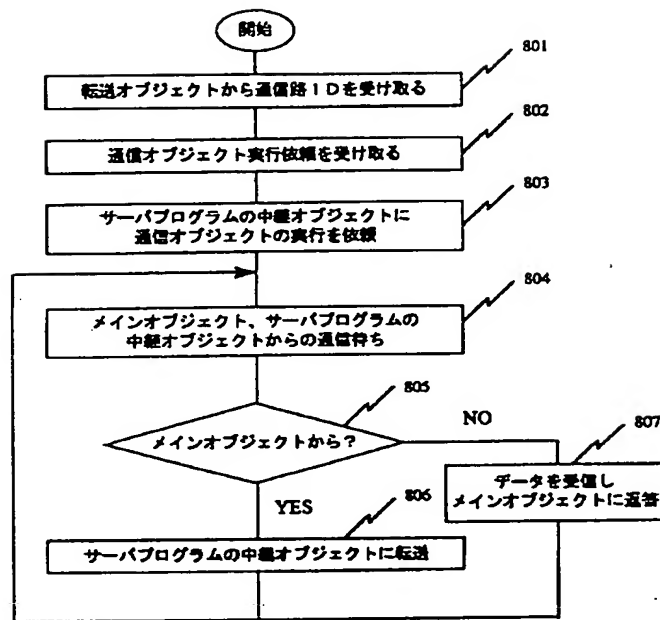 開始
801
転送オブジェクトから通信路IDを受け取る
802
通信オブジェクト実行依頼を受け取る
803
サーバプログラムの中継オブジェクトに
通信オブジェクトの実行を依頼
804
メインオブジェクト、サーバプログラムの
中継オブジェクトからの通信待ち
805
メインオブジェクトから?
NO
807
データを受信し
メインオブジェクトに返答
YES
806
サーバプログラムの中継オブジェクトに転送